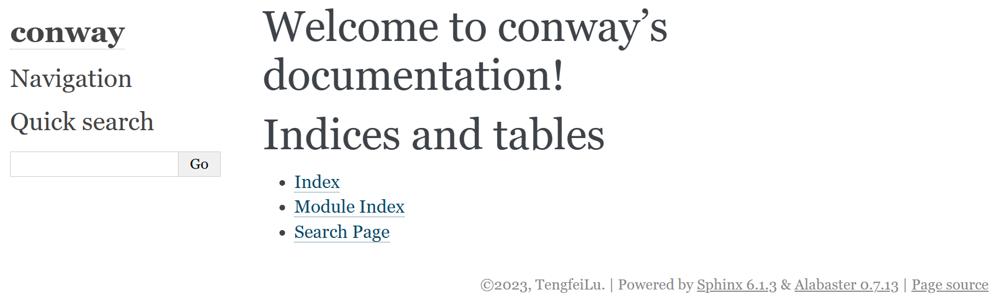 conway
Navigation
Quick search
Go
Welcome to conway’s
documentation!
Indices and tables
Index
Module Index
Search Page
©2023, TengfeiLu. | Powered by Sphinx 6.1.3 & Alabaster 0.7.13 | Page source